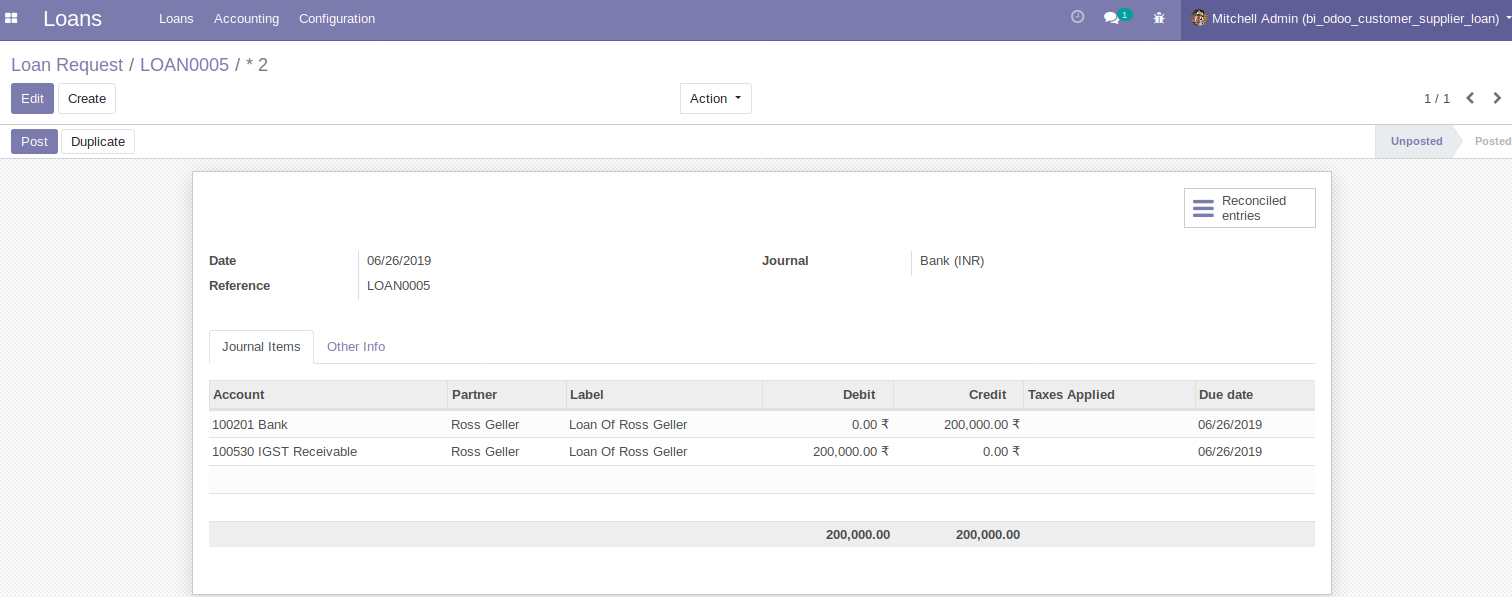 Loans Loans Accounting Configuration 1 Mitchell Admin (bi_odoo_customer_supplier_loan)
Loan Request / LOAN0005 / * 2
Edit Create Action 1 / 1
Post Duplicate Unposted Posted
Reconciled
entries
Date 06/26/2019 Journal Bank (INR)
Reference LOAN0005
Journal Items Other Info
Account Partner Label Debit Credit Taxes Applied Due date
100201 Bank Ross Geller Loan Of Ross Geller 0.00 ₹ 200,000.00 ₹ 06/26/2019
100530 IGST Receivable Ross Geller Loan Of Ross Geller 200,000.00 ₹ 0.00 ₹ 06/26/2019
200,000.00 200,000.00